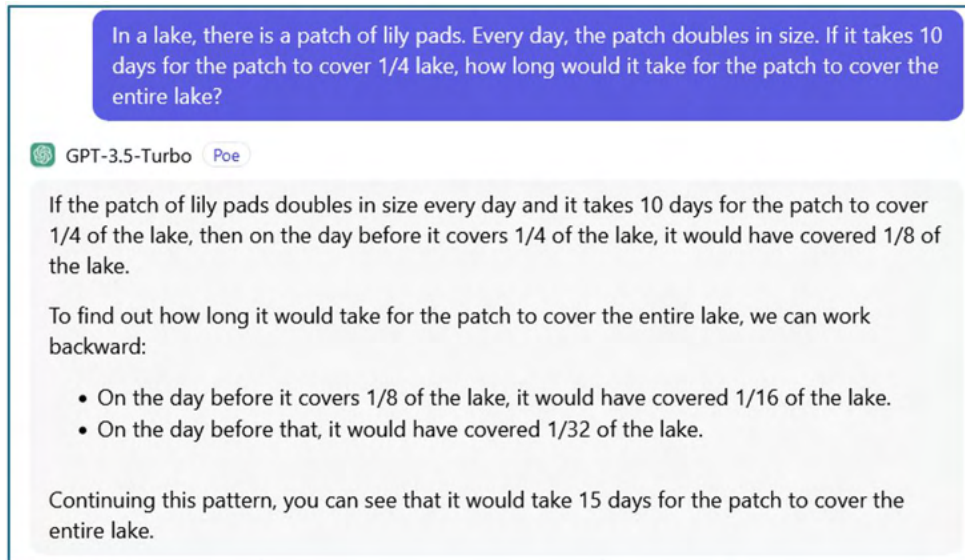 In a lake, there is a patch of lily pads. Every day, the patch doubles in size. If it takes 10
days for the patch to cover 1/4 lake, how long would it take for the patch to cover the
entire lake?
GPT-3.5-Turbo Poe
If the patch of lily pads doubles in size every day and it takes 10 days for the patch to cover
1/4 of the lake, then on the day before it covers 1/4 of the lake, it would have covered 1/8 of
the lake.
To find out how long it would take for the patch to cover the entire lake, we can work
backward:
• On the day before it covers 1/8 of the lake, it would have covered 1/16 of the lake.
• On the day before that, it would have covered 1/32 of the lake.
Continuing this pattern, you can see that it would take 15 days for the patch to cover the
entire lake.